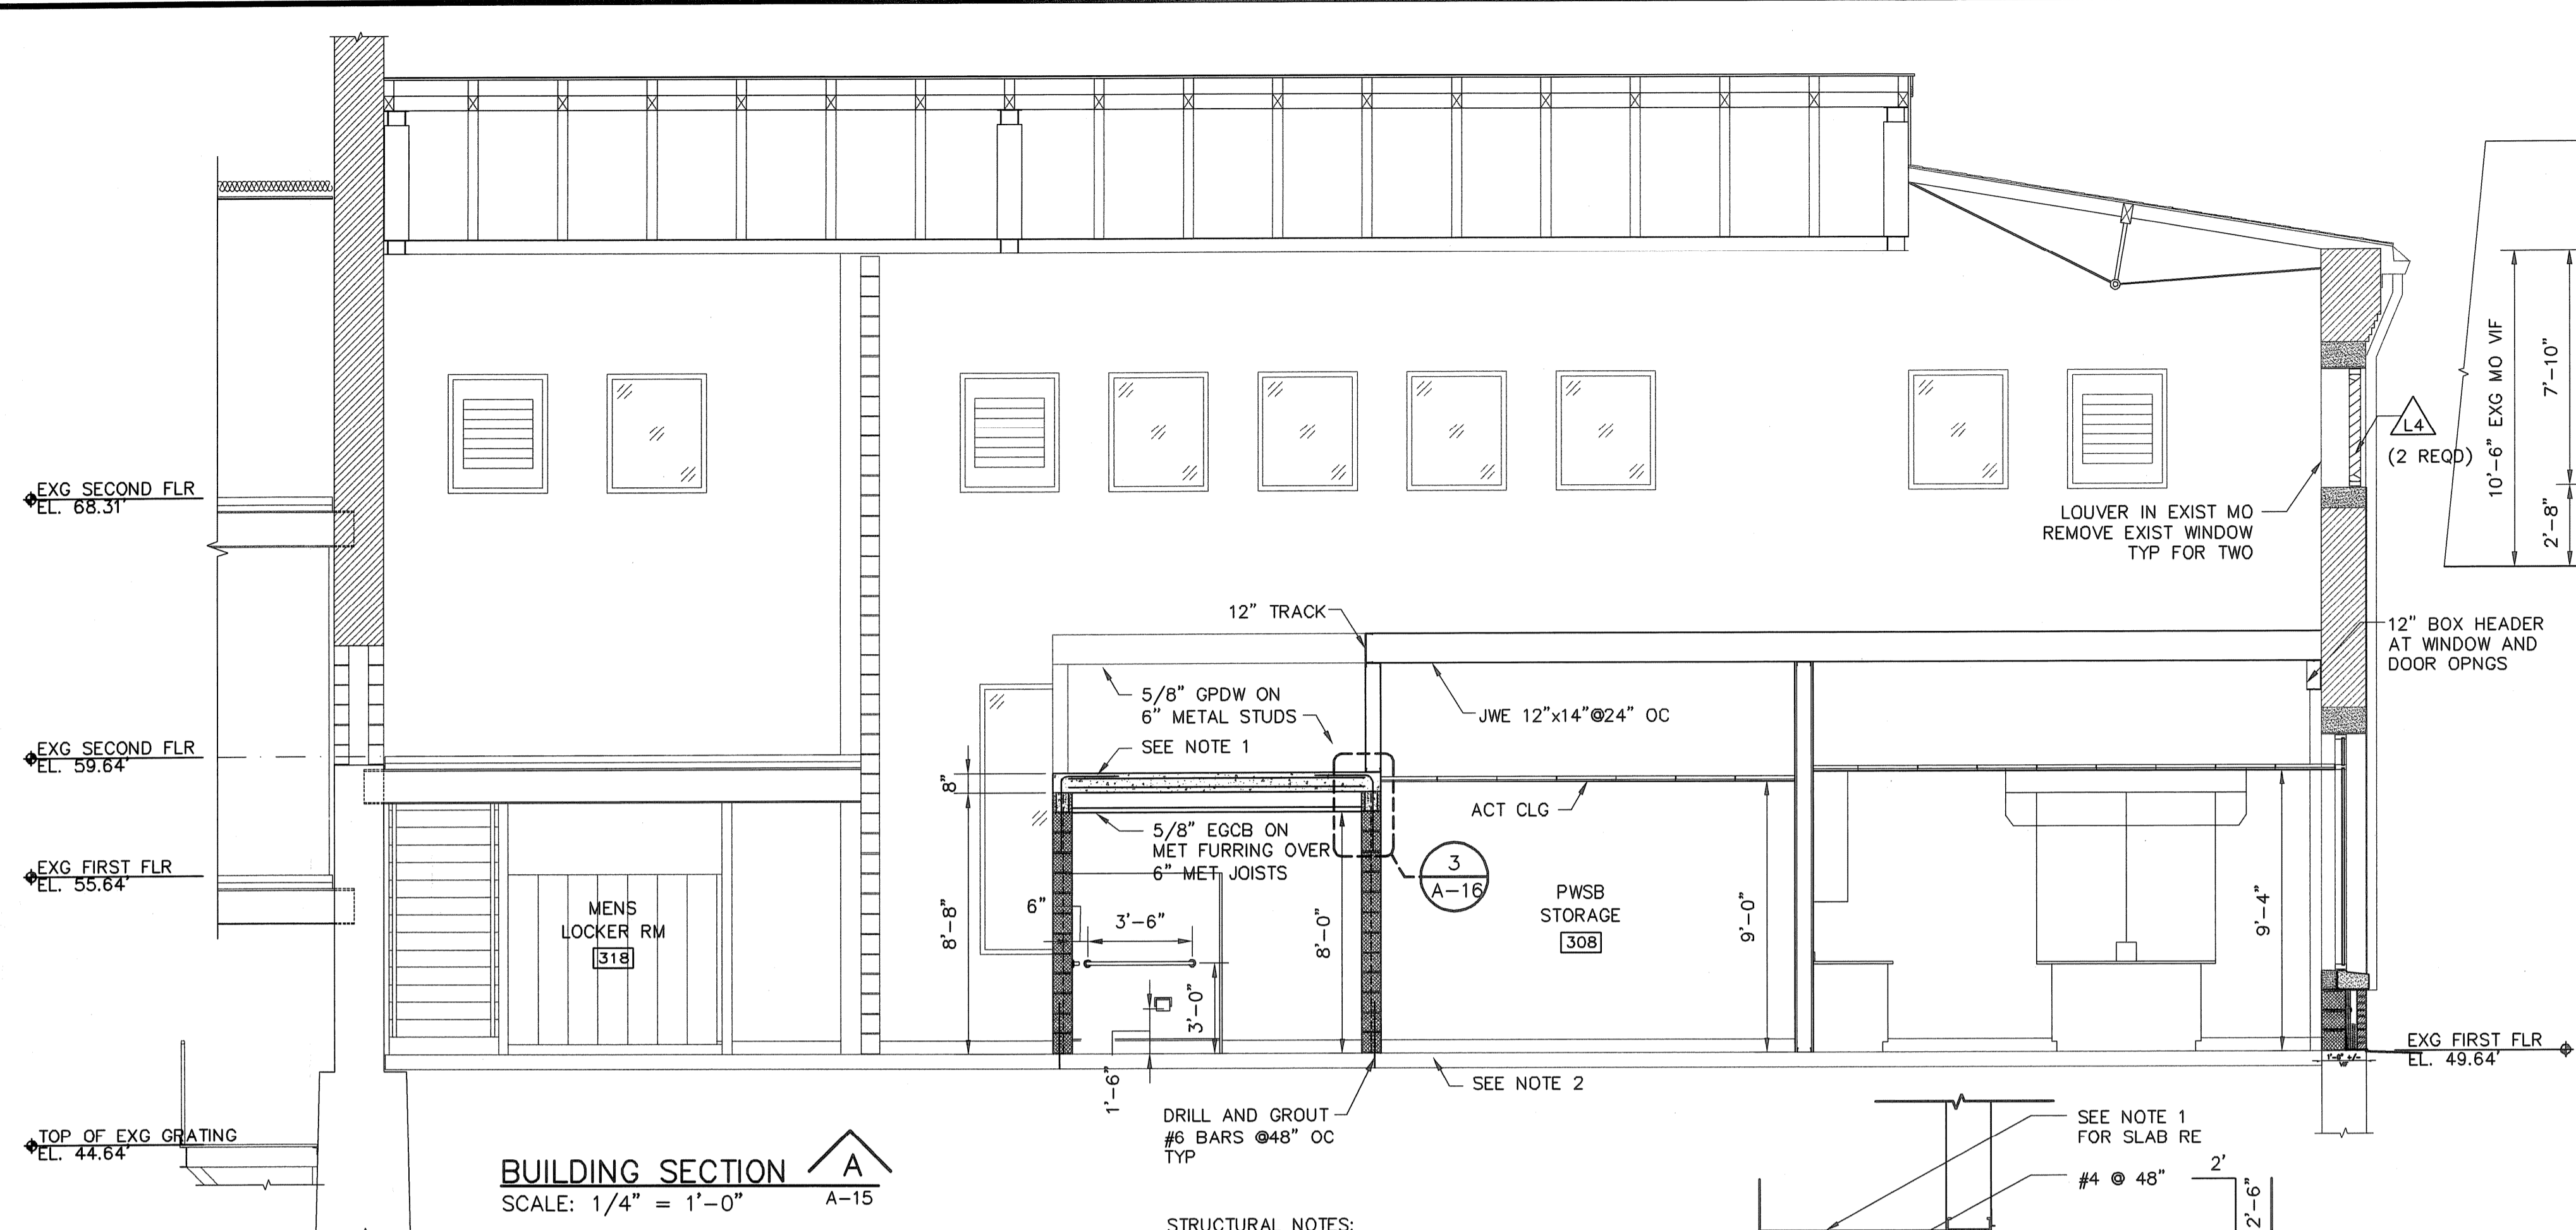 EXG SECOND FLR
EL. 68.31'
EXG SECOND FLR
EL. 59.64'
EXG FIRST FLR
EL. 55.64'
TOP OF EXG GRATING
EL. 44.64'
MENS
LOCKER RM
318
12" TRACK
5/8" GPDW ON
6" METAL STUDS
SEE NOTE 1
8"
8'-8"
5/8" EGCB ON
MET FURRING OVER
6" MET JOISTS
6"
3'-6"
3'-0"
1'-6"
8'-0"
JWE 12"x14"@24" OC
ACT CLG
3
A-16
PWSB
STORAGE
308
9'-0"
9'-4"
SEE NOTE 2
DRILL AND GROUT
#6 BARS @48" OC
TYP
L4
(2 REQD)
LOUVER IN EXIST MO
REMOVE EXIST WINDOW
TYP FOR TWO
10'-6" EXG MO VIF
7'-10"
2'-8"
12" BOX HEADER
AT WINDOW AND
DOOR OPNGS
EXG FIRST FLR
EL. 49.64'
BUILDING SECTION
A
SCALE: 1/4" = 1'-0"
A-15
STRUCTURAL NOTES:
SEE NOTE 1
FOR SLAB RE
#4 @ 48"
2'
2'-6"